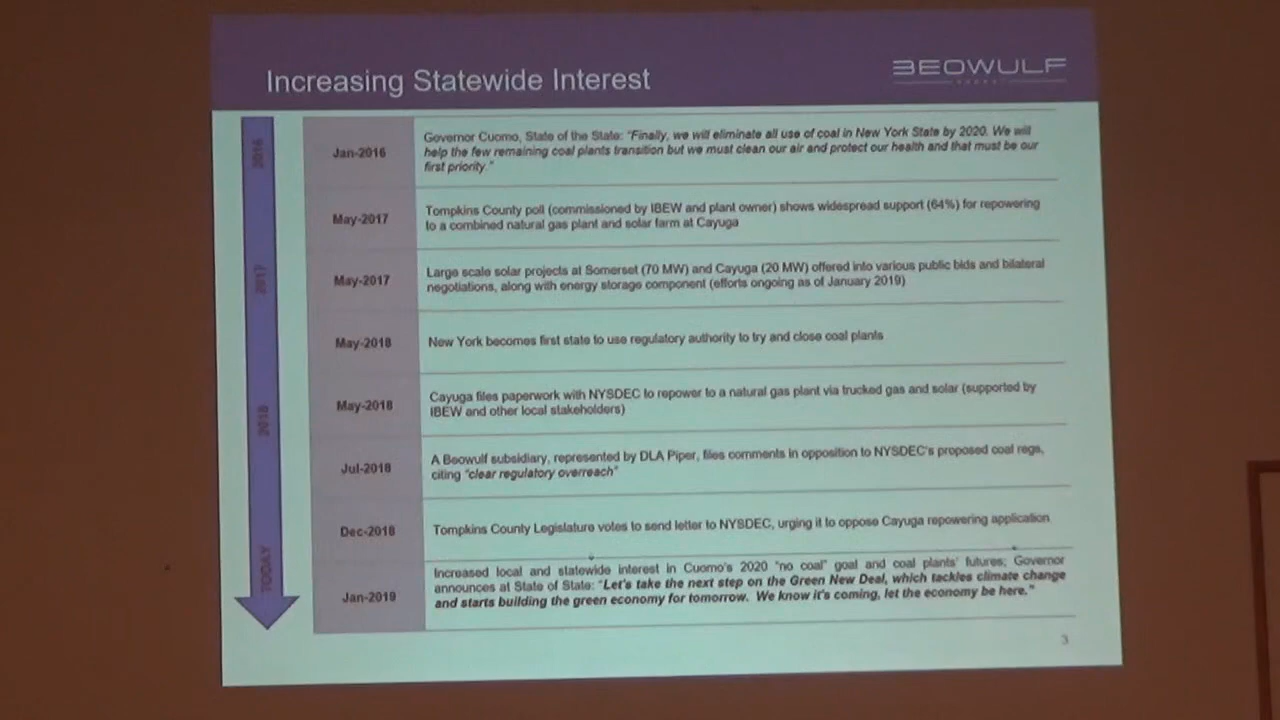 Increasing Statewide Interest
BEOWULF
2016
Jan-2016
Governor Cuomo, State of the State: "Finally, we will eliminate all use of coal in New York State by 2020. We will
help the few remaining coal plants transition but we must clean our air and protect our health and that must be our
first priority."
May-2017
Tompkins County poll (commissioned by IBEW and plant owner) shows widespread support (64%) for repowering
to a combined natural gas plant and solar farm at Cayuga
2017
May-2017
Large scale solar projects at Somerset (70 MW) and Cayuga (20 MW) offered into various public bids and bilateral
negotiations, along with energy storage component (efforts ongoing as of January 2019)
May-2018
New York becomes first state to use regulatory authority to try and close coal plants
2018
May-2018
Cayuga files paperwork with NYSDEC to repower to a natural gas plant via trucked gas and solar (supported by
IBEW and other local stakeholders)
Jul-2018
A Beowulf subsidiary, represented by DLA Piper, files comments in opposition to NYSDEC's proposed coal regs,
citing "clear regulatory overreach"
Dec-2018
Tompkins County Legislature votes to send letter to NYSDEC, urging it to oppose Cayuga repowering application
TODAY
Jan-2019
Increased local and statewide interest in Cuomo's 2020 "no coal" goal and coal plants' futures; Governor
announces at State of State: "Let's take the next step on the Green New Deal, which tackles climate change
and starts building the green economy for tomorrow. We know it's coming, let the economy be here."
3